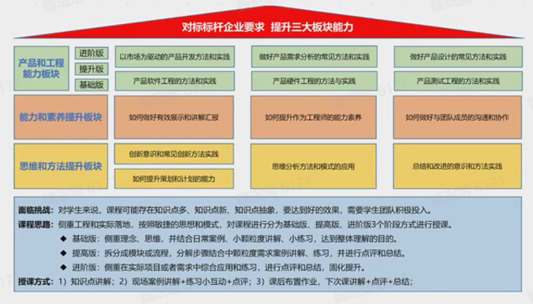 对标标杆企业要求 提升三大板块能力
产品和工程
能力板块
进阶版
提升版
基础版
以市场为驱动的产品开发方法和实践
做好产品需求分析的常见方法和实践
做好产品设计的常见方法和实践
产品软件工程的方法和实践
产品硬件工程的方法与实践
产品测试工程的方法和实践
能力和素养提升板块
如何做好有效展示和讲解汇报
如何提升作为工程师的能力素养
如何做好与团队成员的沟通和协作
思维和方法提升板块
创新意识和常见创新方法实践
如何提升策划和计划的能力
思维分析方法和模式的应用
总结和改进的意识和方法实践
面临挑战：对学生来说，课程可能存在知识点多、知识点新、知识点抽象，要达到好的效果，需要学生团队积极投入。
课程思路：侧重工程和实际落地，按照敏捷的思想和模式，对课程进行分为基础版、提高版、进阶版3个阶段方式进行授课。
◆ 基础版：侧重理念、思维，并结合日常案例、小颗粒度讲解、小练习，达到整体理解的目的。
◆ 提高版：拆分成模块或流程，分解步骤结合中颗粒度需求案例讲解、练习，并进行点评和总结。
◆ 进阶版：侧重在实际项目或者需求中综合应用和练习，进行点评和总结，固化提升。
授课方式：1）知识点讲解；2）现场案例讲解+练习小互动+点评；3）课后布置作业，下次课讲解+点评+总结；